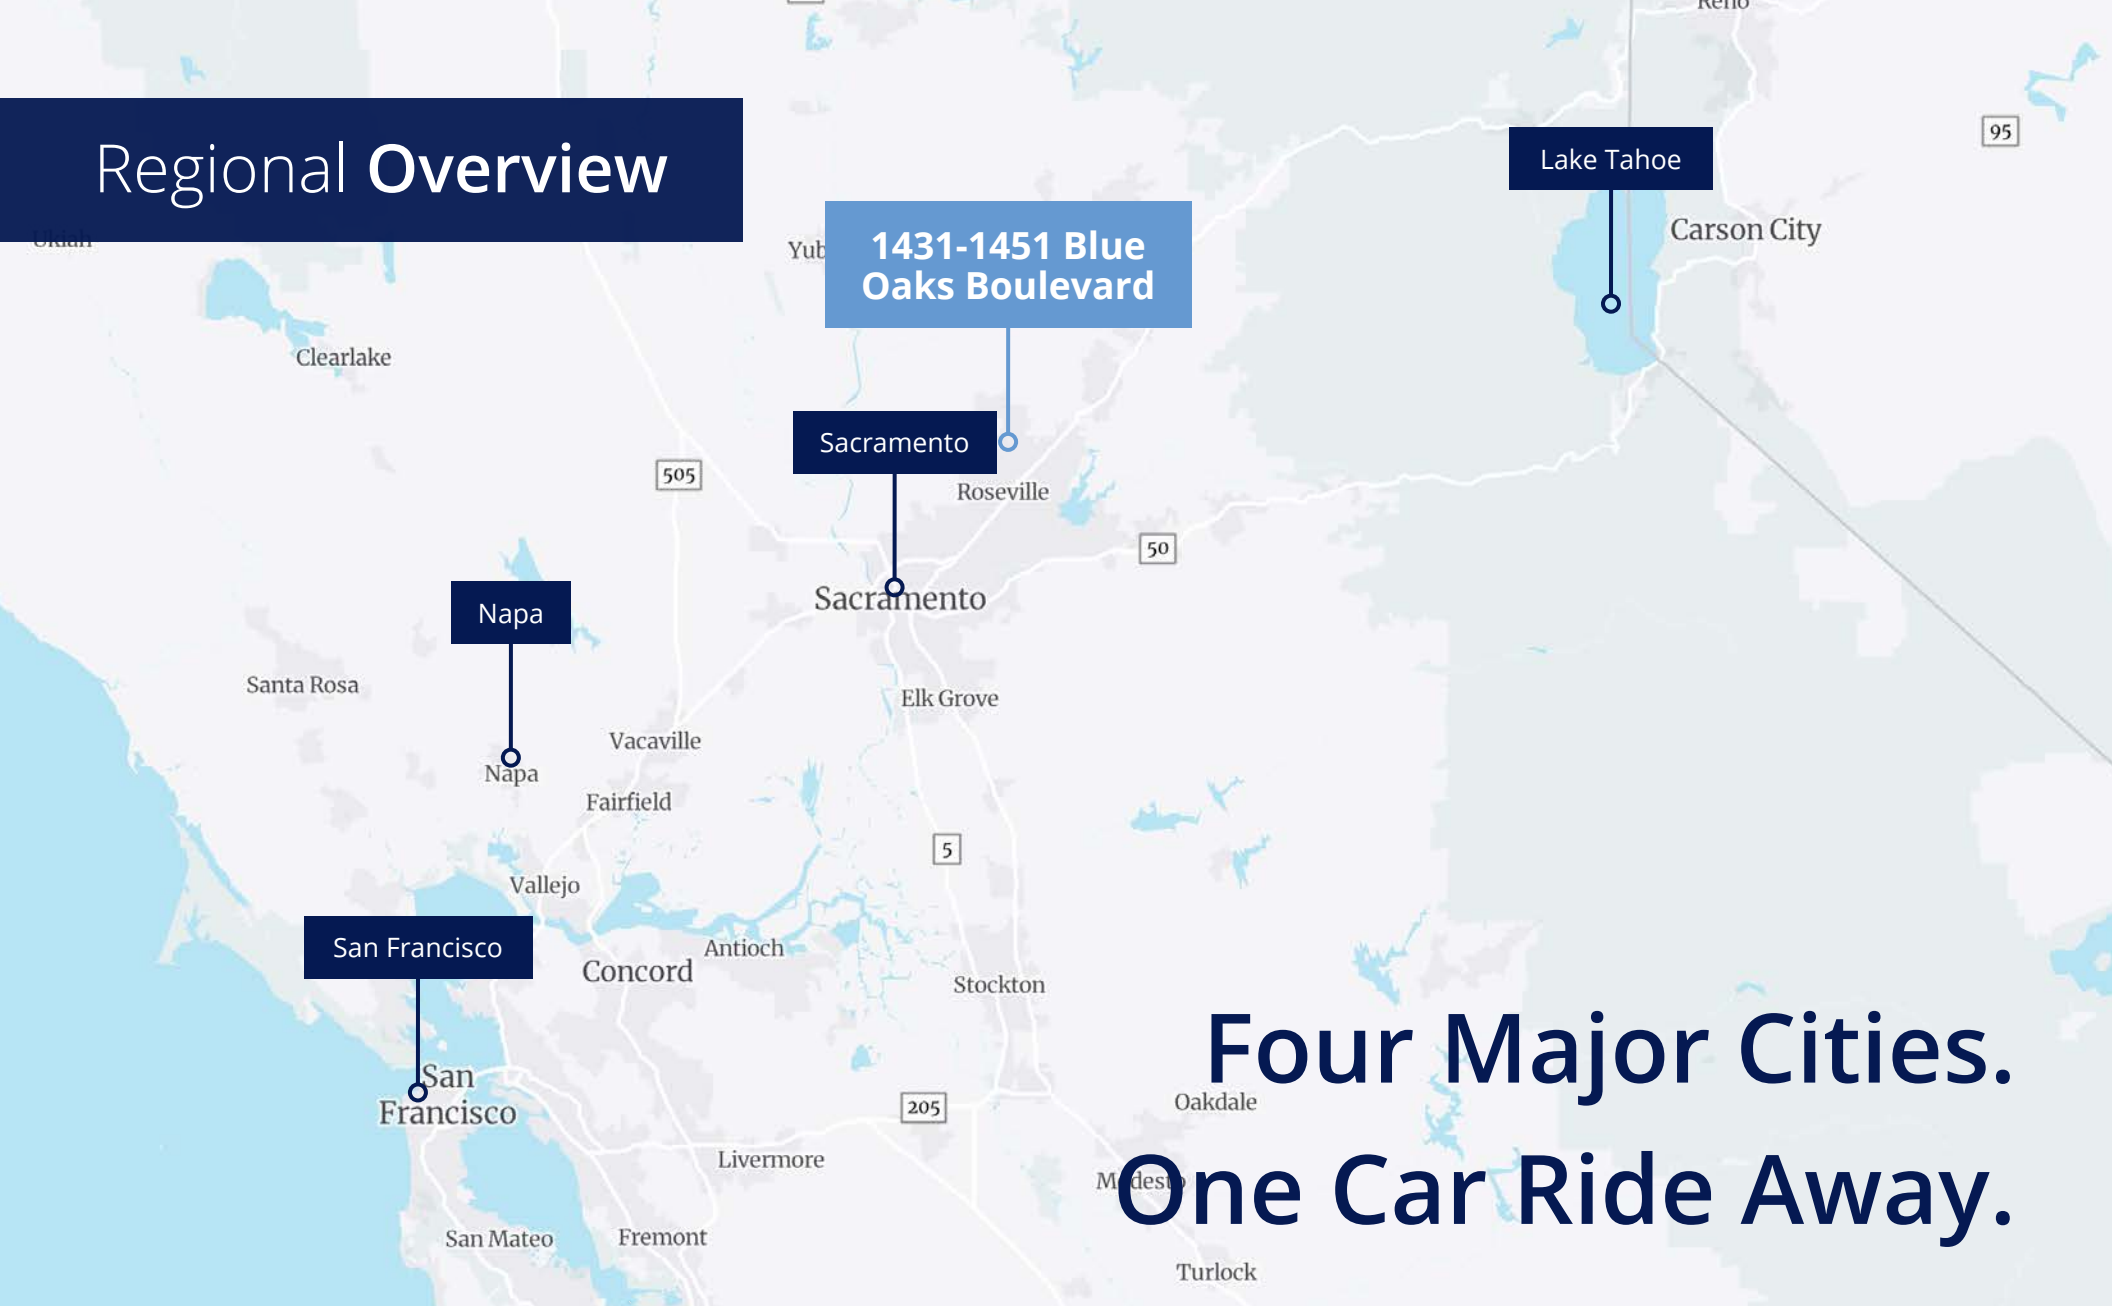 Reno
95
Regional Overview
Lake Tahoe
Carson City
1431-1451 Blue
Oaks Boulevard
Clearlake
Sacramento
505
Roseville
50
Sacramento
Napa
Santa Rosa
Elk Grove
Vacaville
Napa
Fairfield
5
Vallejo
San Francisco
Antioch
Concord
Stockton
San
Francisco
205
Oakdale
Four Major Cities.
Livermore
Modesto
One Car Ride Away.
San Mateo
Fremont
Turlock